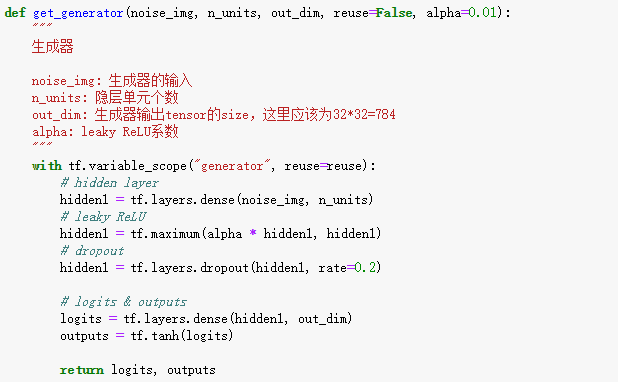 def get_generator(noise_img, n_units, out_dim, reuse=False, alpha=0.01):
"""
生成器
noise_img: 生成器的输入
n_units: 隐层单元个数
out_dim: 生成器输出tensor的size，这里应该为32*32=784
alpha: leaky ReLU系数
"""
with tf.variable_scope("generator", reuse=reuse):
# hidden layer
hidden1 = tf.layers.dense(noise_img, n_units)
# leaky ReLU
hidden1 = tf.maximum(alpha * hidden1, hidden1)
# dropout
hidden1 = tf.layers.dropout(hidden1, rate=0.2)
# logits & outputs
logits = tf.layers.dense(hidden1, out_dim)
outputs = tf.tanh(logits)
return logits, outputs